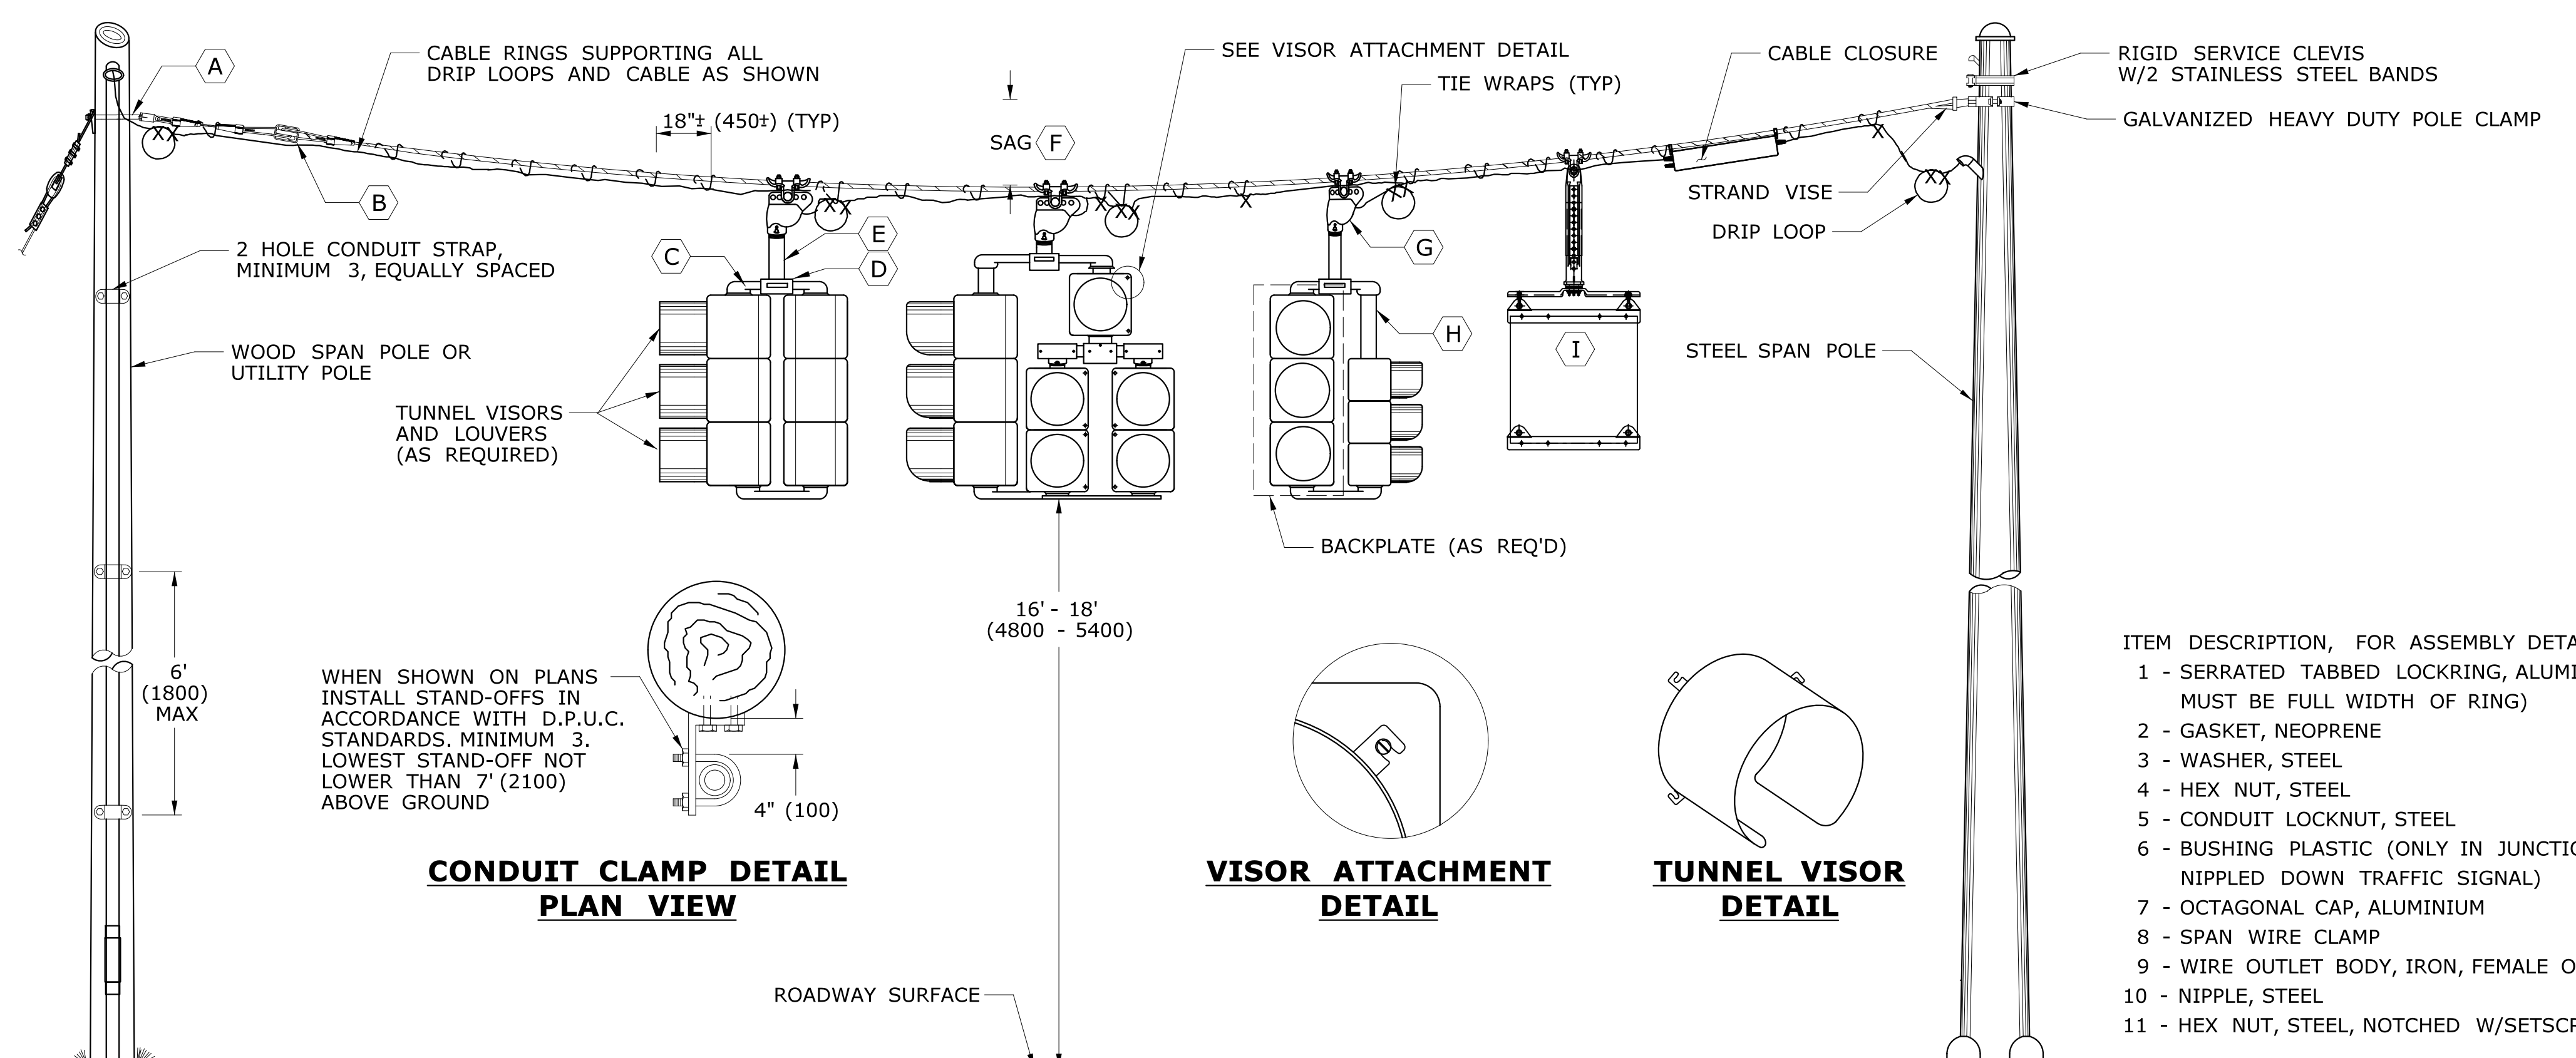 A
CABLE RINGS SUPPORTING ALL
DRIP LOOPS AND CABLE AS SHOWN
18"± (450±) (TYP)
SAG F
SEE VISOR ATTACHMENT DETAIL
TIE WRAPS (TYP)
CABLE CLOSURE
RIGID SERVICE CLEVIS
W/2 STAINLESS STEEL BANDS
GALVANIZED HEAVY DUTY POLE CLAMP
STRAND VISE
DRIP LOOP
B
2 HOLE CONDUIT STRAP,
MINIMUM 3, EQUALLY SPACED
C
E
D
G
H
I
WOOD SPAN POLE OR
UTILITY POLE
STEEL SPAN POLE
TUNNEL VISORS
AND LOUVERS
(AS REQUIRED)
BACKPLATE (AS REQ'D)
16' - 18'
(4800 - 5400)
6'
(1800)
MAX
WHEN SHOWN ON PLANS
INSTALL STAND-OFFS IN
ACCORDANCE WITH D.P.U.C.
STANDARDS. MINIMUM 3.
LOWEST STAND-OFF NOT
LOWER THAN 7' (2100)
ABOVE GROUND
4" (100)
CONDUIT CLAMP DETAIL
PLAN VIEW
VISOR ATTACHMENT
DETAIL
TUNNEL VISOR
DETAIL
ROADWAY SURFACE
ITEM DESCRIPTION, FOR ASSEMBLY DETA
1 - SERRATED TABBED LOCKRING, ALUMI
MUST BE FULL WIDTH OF RING)
2 - GASKET, NEOPRENE
3 - WASHER, STEEL
4 - HEX NUT, STEEL
5 - CONDUIT LOCKNUT, STEEL
6 - BUSHING PLASTIC (ONLY IN JUNCTIO
NIPPLED DOWN TRAFFIC SIGNAL)
7 - OCTAGONAL CAP, ALUMINIUM
8 - SPAN WIRE CLAMP
9 - WIRE OUTLET BODY, IRON, FEMALE O
10 - NIPPLE, STEEL
11 - HEX NUT, STEEL, NOTCHED W/SETSCR